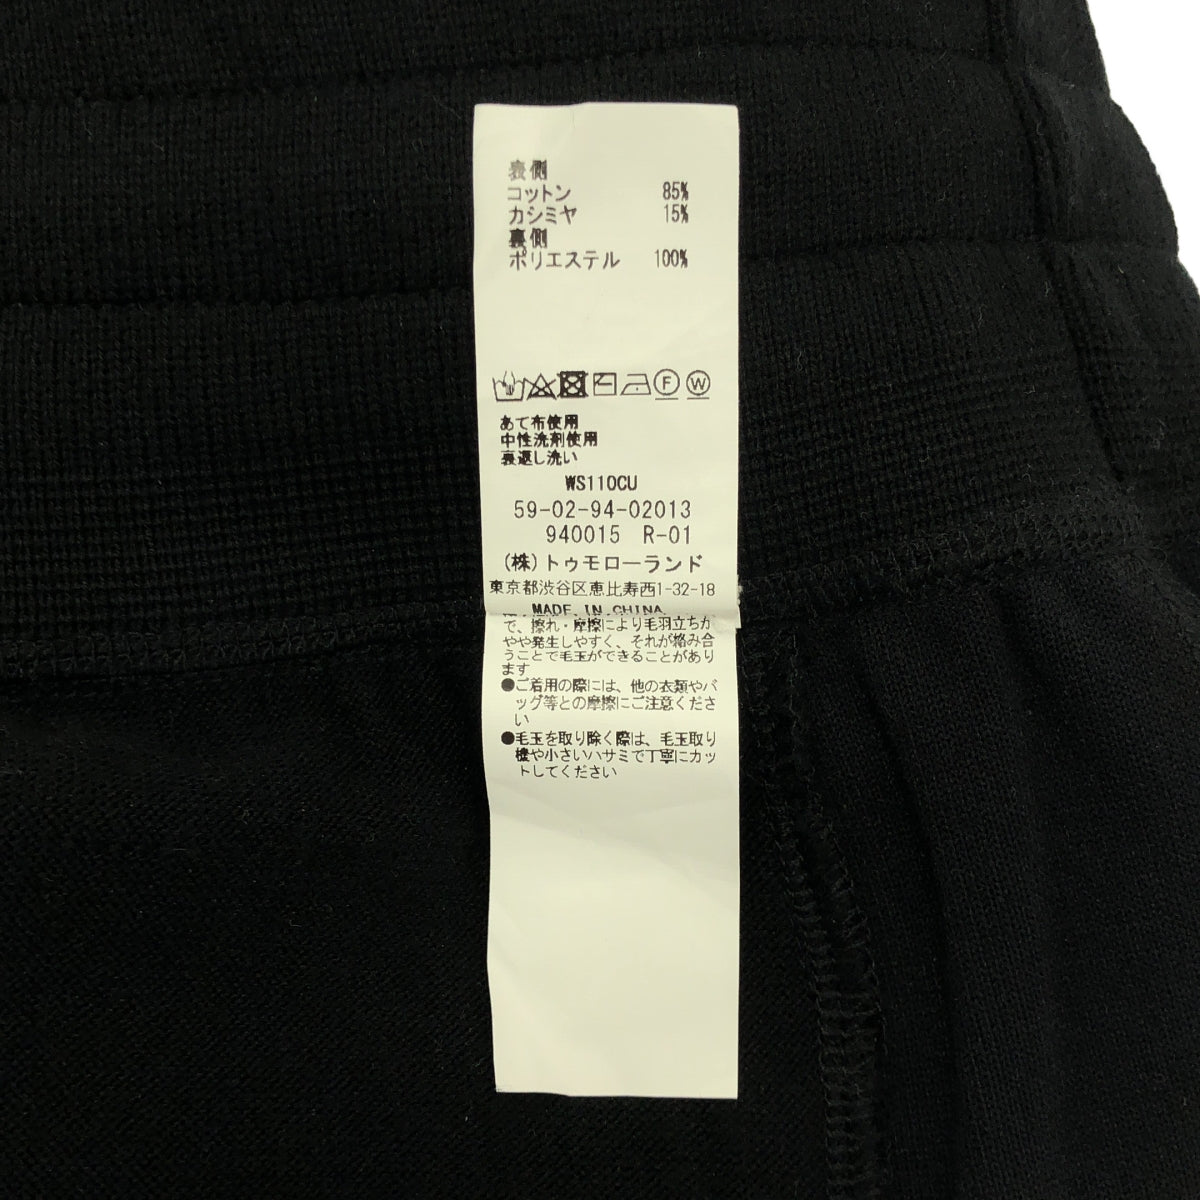 表側
コットン 85%
カシミヤ 15%
裏側
ポリエステル 100%
F W
あて布使用
中性洗剤使用
裏返し洗い
WS110CU
59-02-94-02013
940015 R-01
(株)トゥモローランド
東京都渋谷区恵比寿西1-32-18
MADE IN CHINA
で、擦れ・摩擦により毛羽立ちが
やや発生しやすく、それが絡み合
うことで毛玉ができることがあり
ます
●ご着用の際には、他の衣類やバ
ッグ等との摩擦にご注意くださ
い
●毛玉を取り除く際は、毛玉取り
機や小さいハサミで丁寧にカッ
トしてください